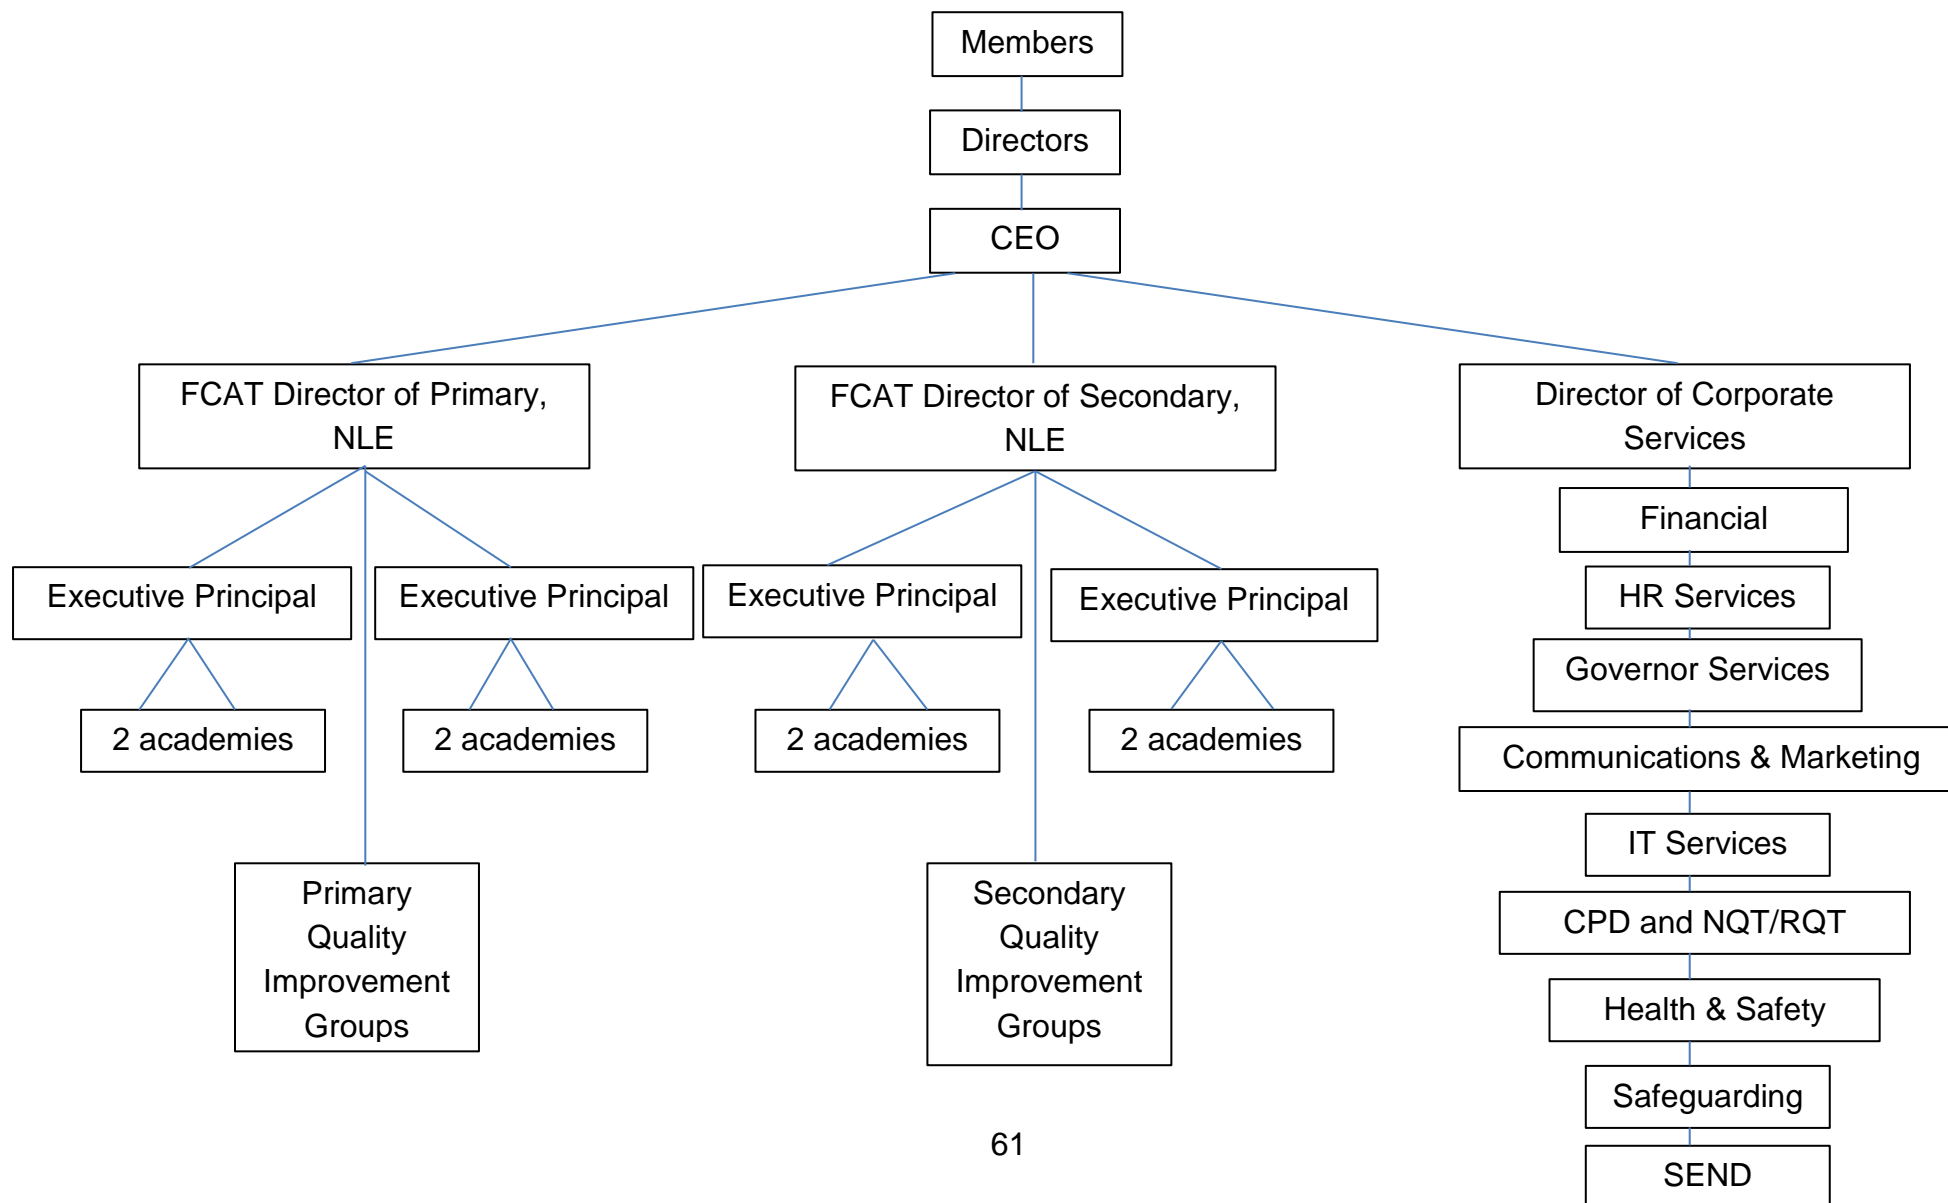 Members
Directors
CEO
FCAT Director of Primary,
NLE
FCAT Director of Secondary,
NLE
Director of Corporate
Services
Financial
Executive Principal
Executive Principal
Executive Principal
Executive Principal
HR Services
Governor Services
2 academies
2 academies
2 academies
2 academies
Communications & Marketing
IT Services
Primary
Quality
Improvement
Groups
Secondary
Quality
Improvement
Groups
CPD and NQT/RQT
Health & Safety
Safeguarding
SEND
61